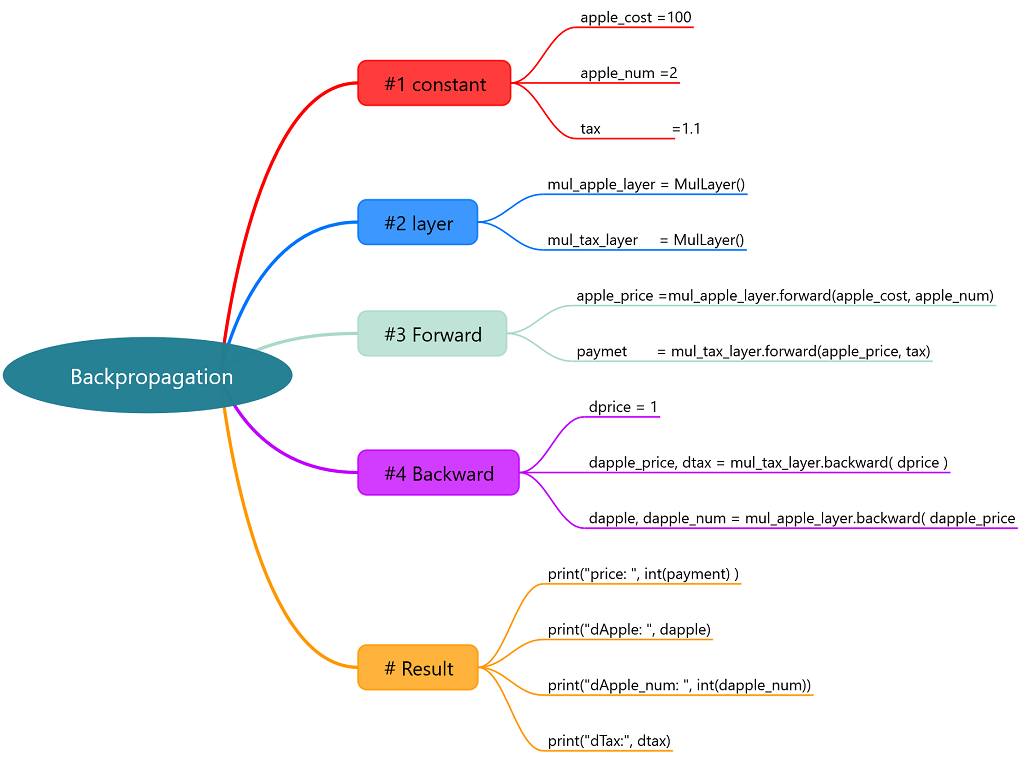 Backpropagation
#1 constant
apple_cost =100
apple_num =2
tax =1.1
#2 layer
mul_apple_layer = MulLayer()
mul_tax_layer = MulLayer()
#3 Forward
apple_price =mul_apple_layer.forward(apple_cost, apple_num)
paymet = mul_tax_layer.forward(apple_price, tax)
#4 Backward
dprice = 1
dapple_price, dtax = mul_tax_layer.backward( dprice )
dapple, dapple_num = mul_apple_layer.backward( dapple_price
# Result
print("price: ", int(payment) )
print("dApple: ", dapple)
print("dApple_num: ", int(dapple_num))
print("dTax:", dtax)